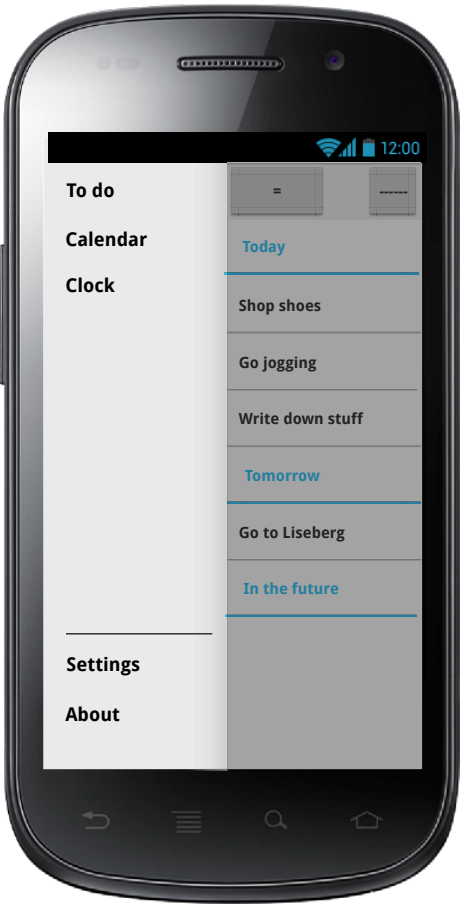 12:00
To do
Calendar
Clock
Settings
About
=
------
Today
Shop shoes
Go jogging
Write down stuff
Tomorrow
Go to Liseberg
In the future